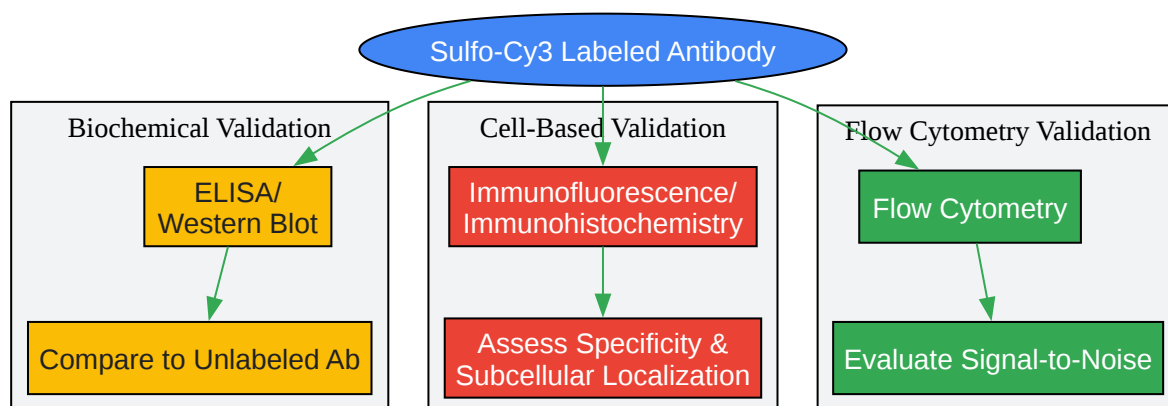 Sulfo-Cy3 Labeled Antibody
Biochemical Validation
ELISA/
Western Blot
Compare to Unlabeled Ab
Cell-Based Validation
Immunofluorescence/
Immunohistochemistry
Assess Specificity &
Subcellular Localization
Flow Cytometry Validation
Flow Cytometry
Evaluate Signal-to-Noise